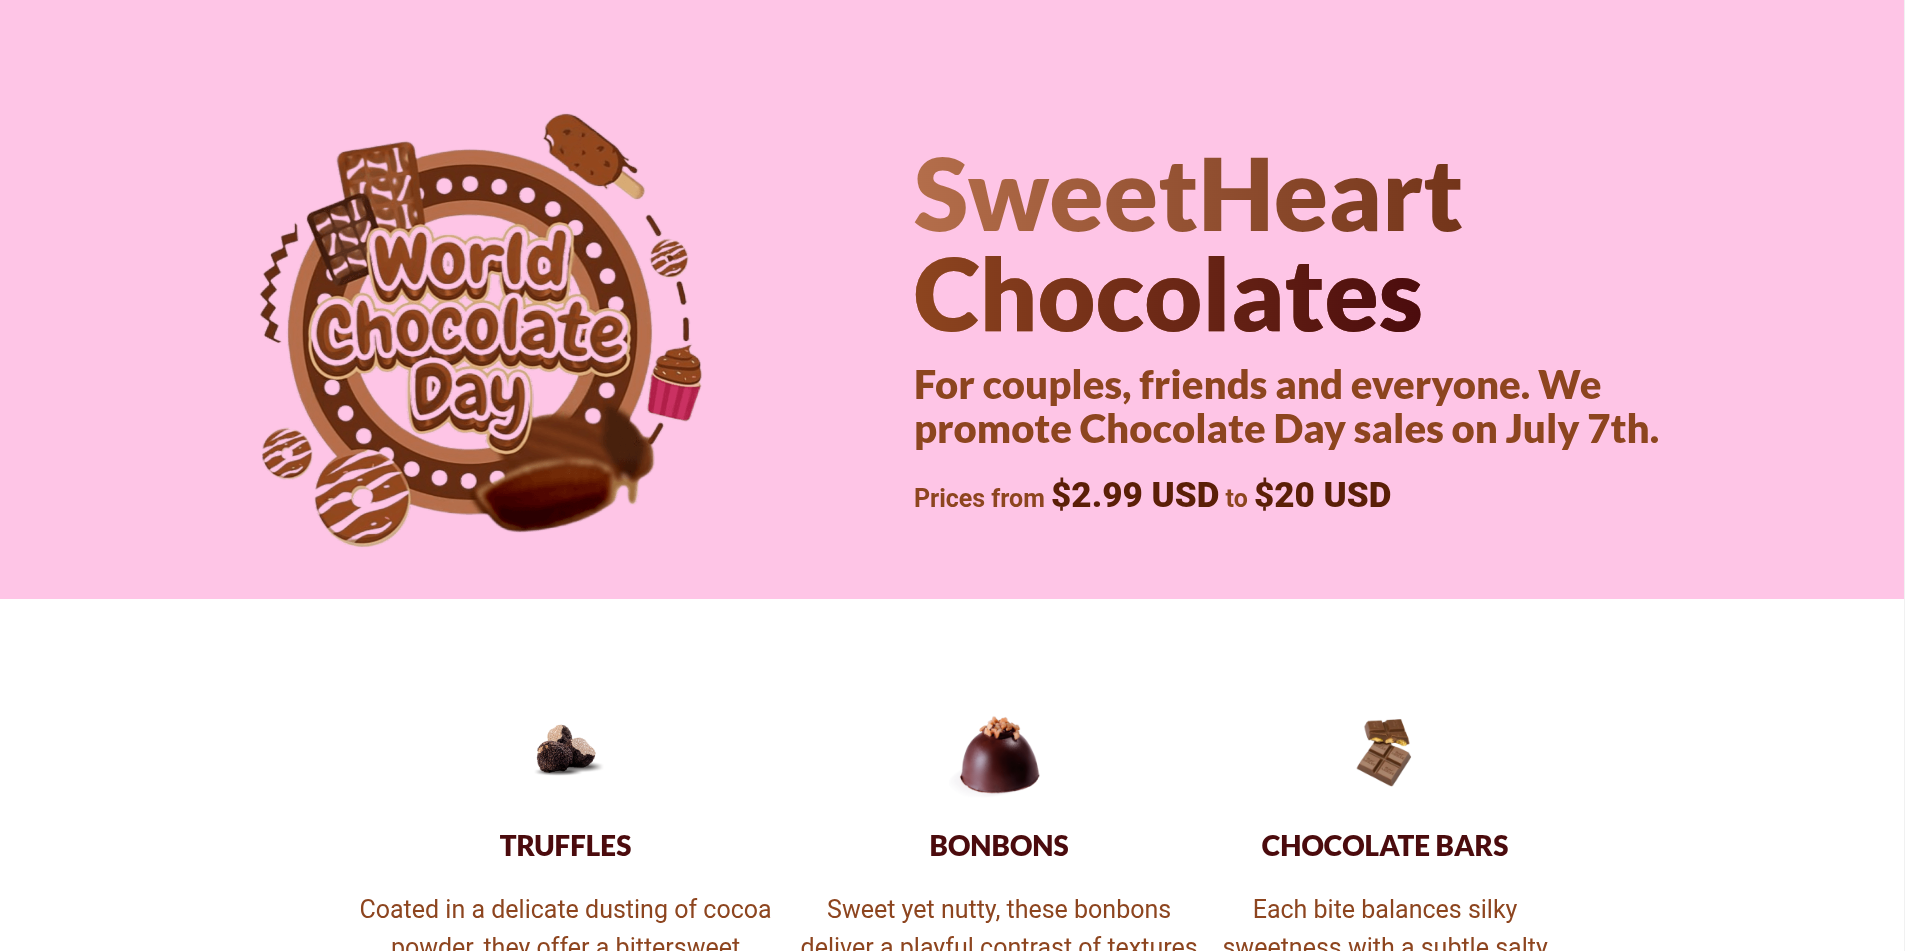 World
Chocolate
Day
SweetHeart
Chocolates
For couples, friends and everyone. We
promote Chocolate Day sales on July 7th.
Prices from $2.99 USD to $20 USD
TRUFFLES
Coated in a delicate dusting of cocoa
powder, they offer a bittersweet
BONBONS
Sweet yet nutty, these bonbons
deliver a playful contrast of textures
CHOCOLATE BARS
Each bite balances silky
sweetness with a subtle salty